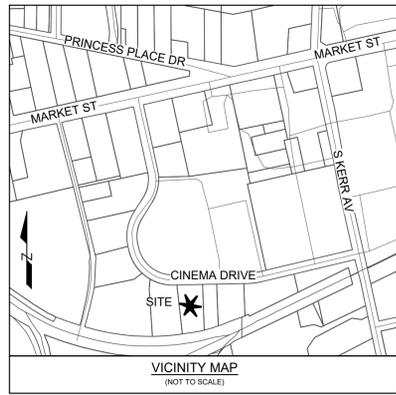 PRINCESS PLACE DR
MARKET ST
MARKET ST
S KERR AV
N
CINEMA DRIVE
SITE
VICINITY MAP
(NOT TO SCALE)